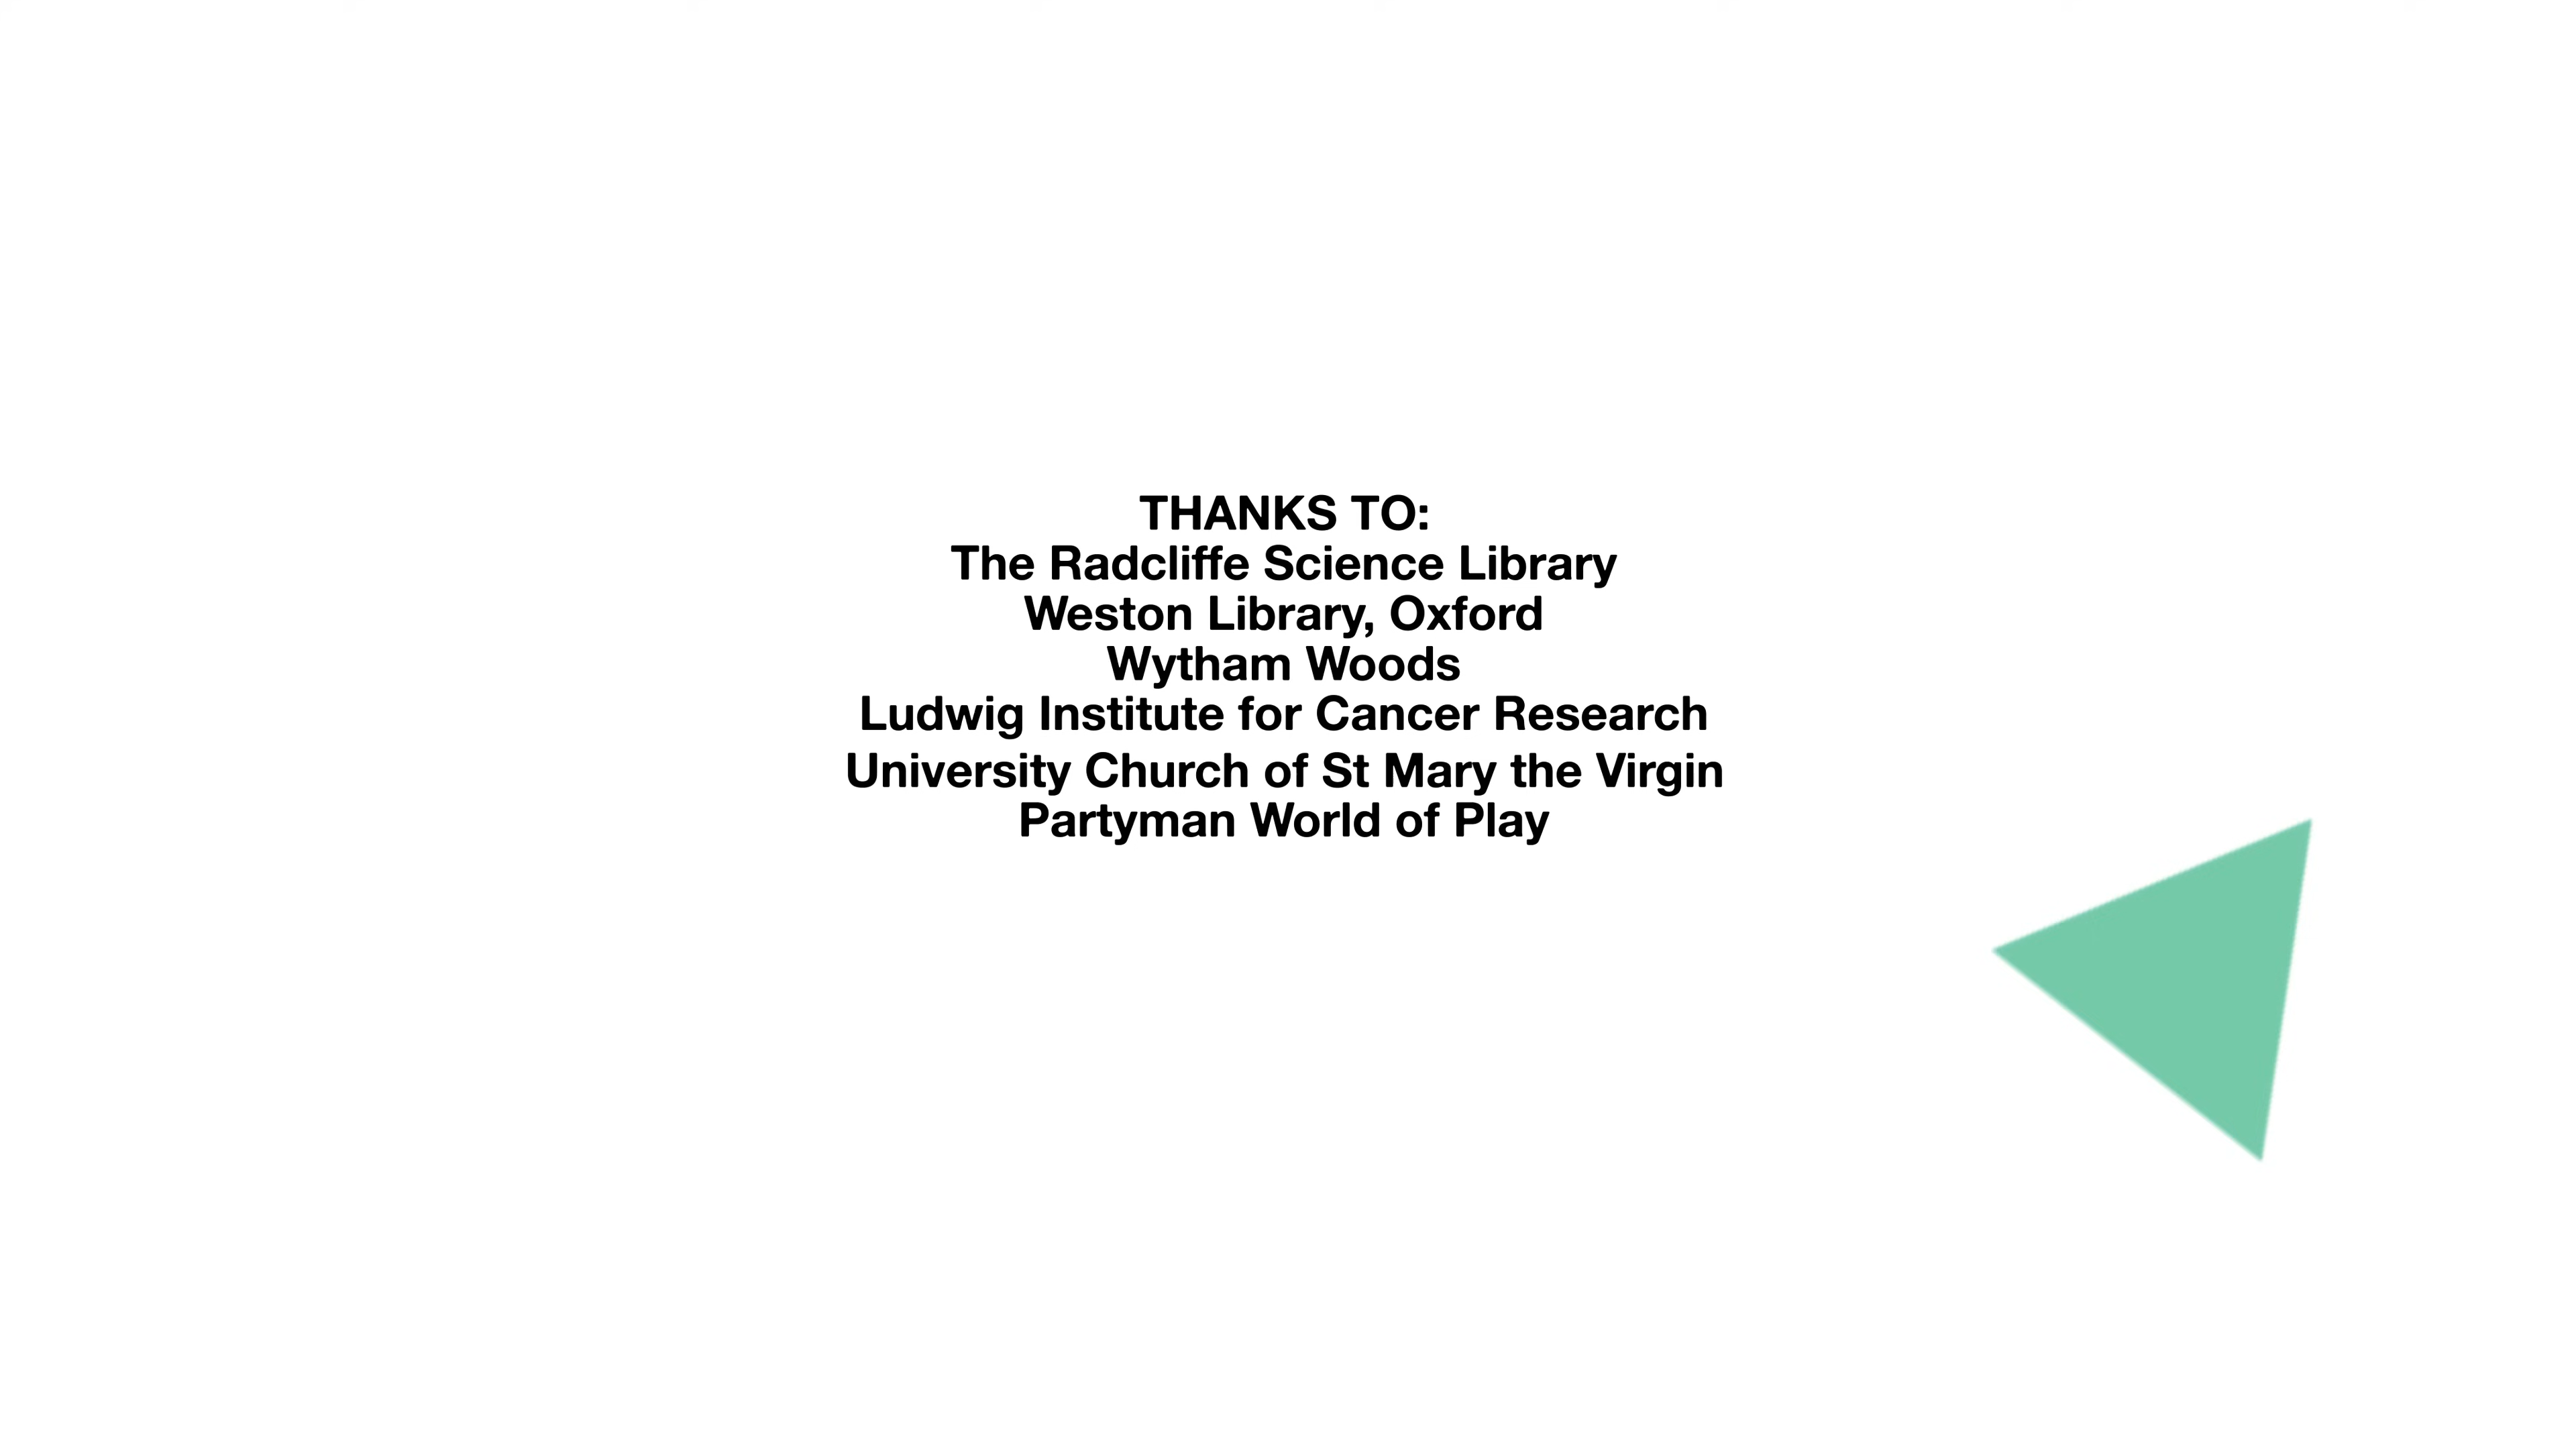 THANKS TO:
The Radcliffe Science Library
Weston Library, Oxford
Wytham Woods
Ludwig Institute for Cancer Research
University Church of St Mary the Virgin
Partyman World of Play